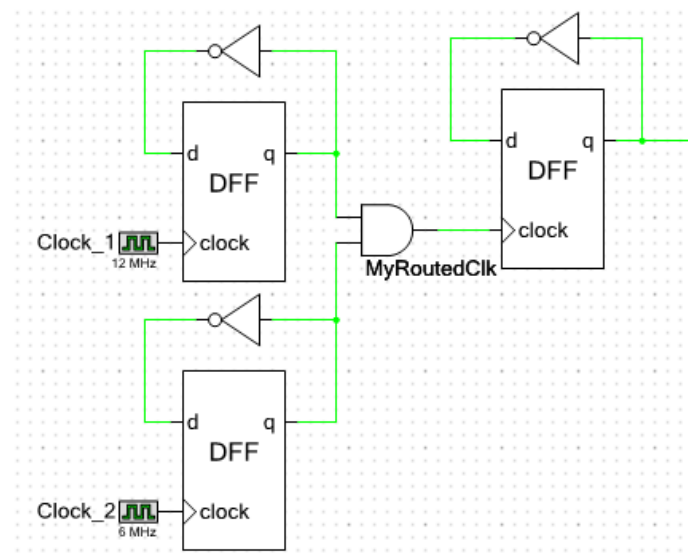 d
q
DFF
Clock_1
12 MHz
clock
d
q
DFF
clock
MyRoutedClk
d
q
DFF
Clock_2
6 MHz
clock